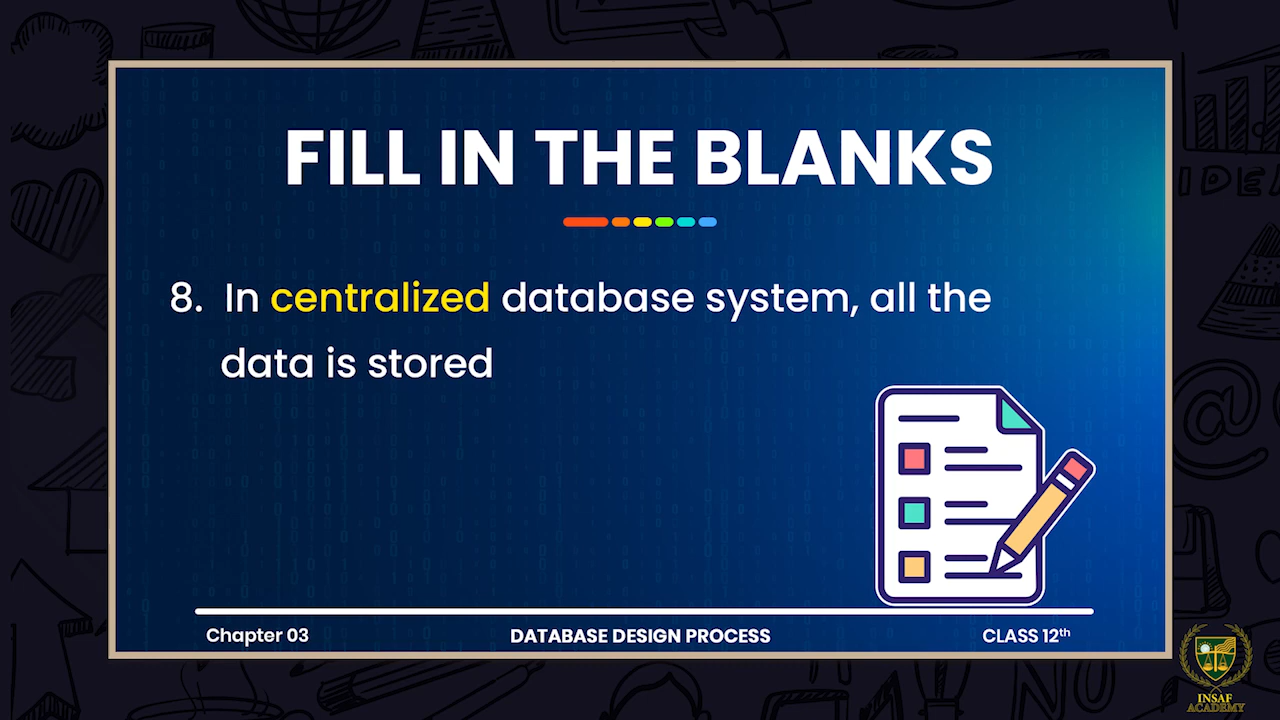 FILL IN THE BLANKS
8. In centralized database system, all the
data is stored
Chapter 03
DATABASE DESIGN PROCESS
CLASS 12th
IDEA
INSAF
ACADEMY